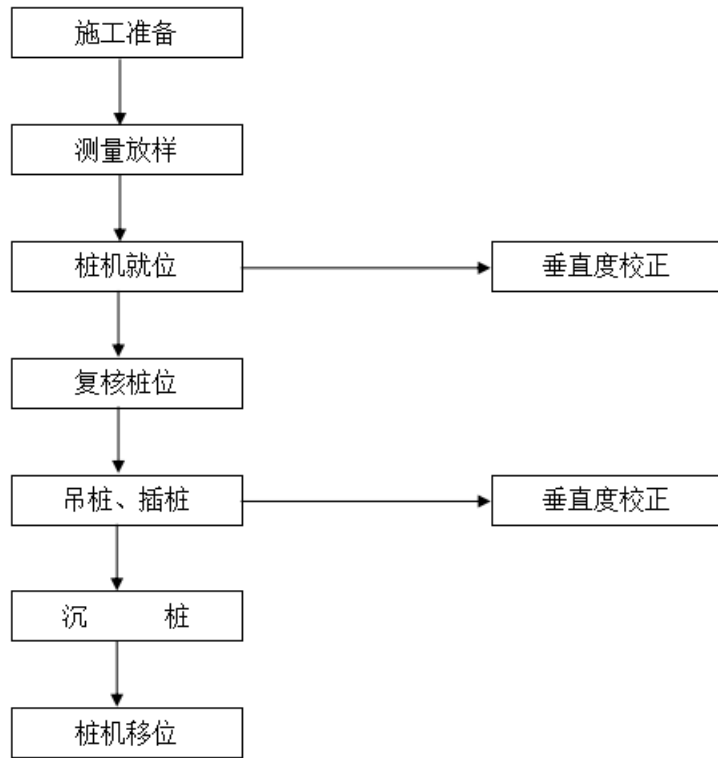 施工准备
测量放样
桩机就位
垂直度校正
复核桩位
吊桩、插桩
垂直度校正
沉 桩
桩机移位